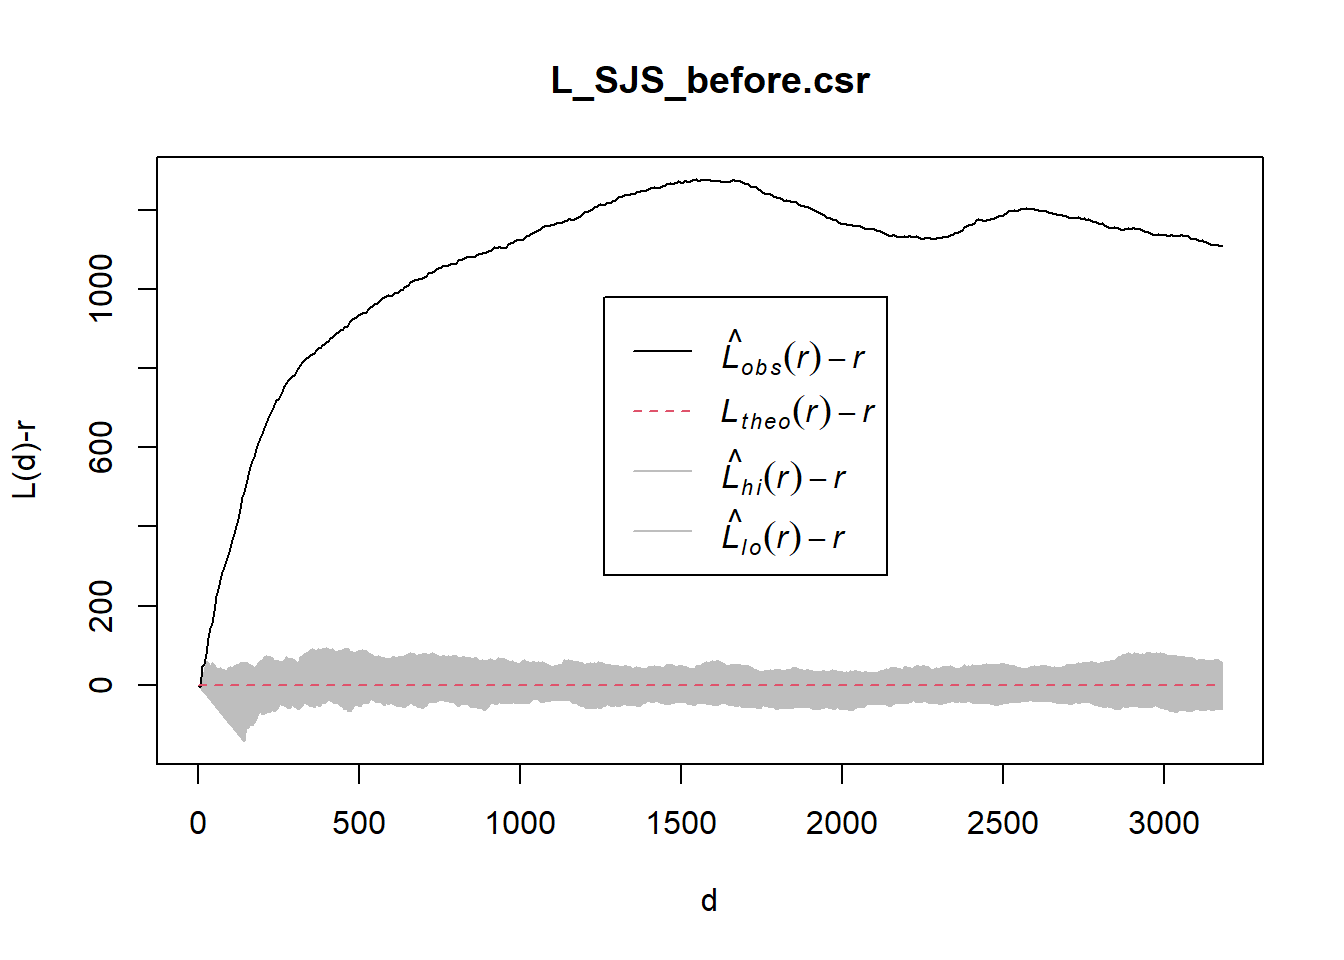 L_SJS_before.csr
L(d)-r
1000
600
200
0
L̂obs(r) − r
Ltheo(r) − r
L̂hi(r) − r
L̂lo(r) − r
0 500 1000 1500 2000 2500 3000
d